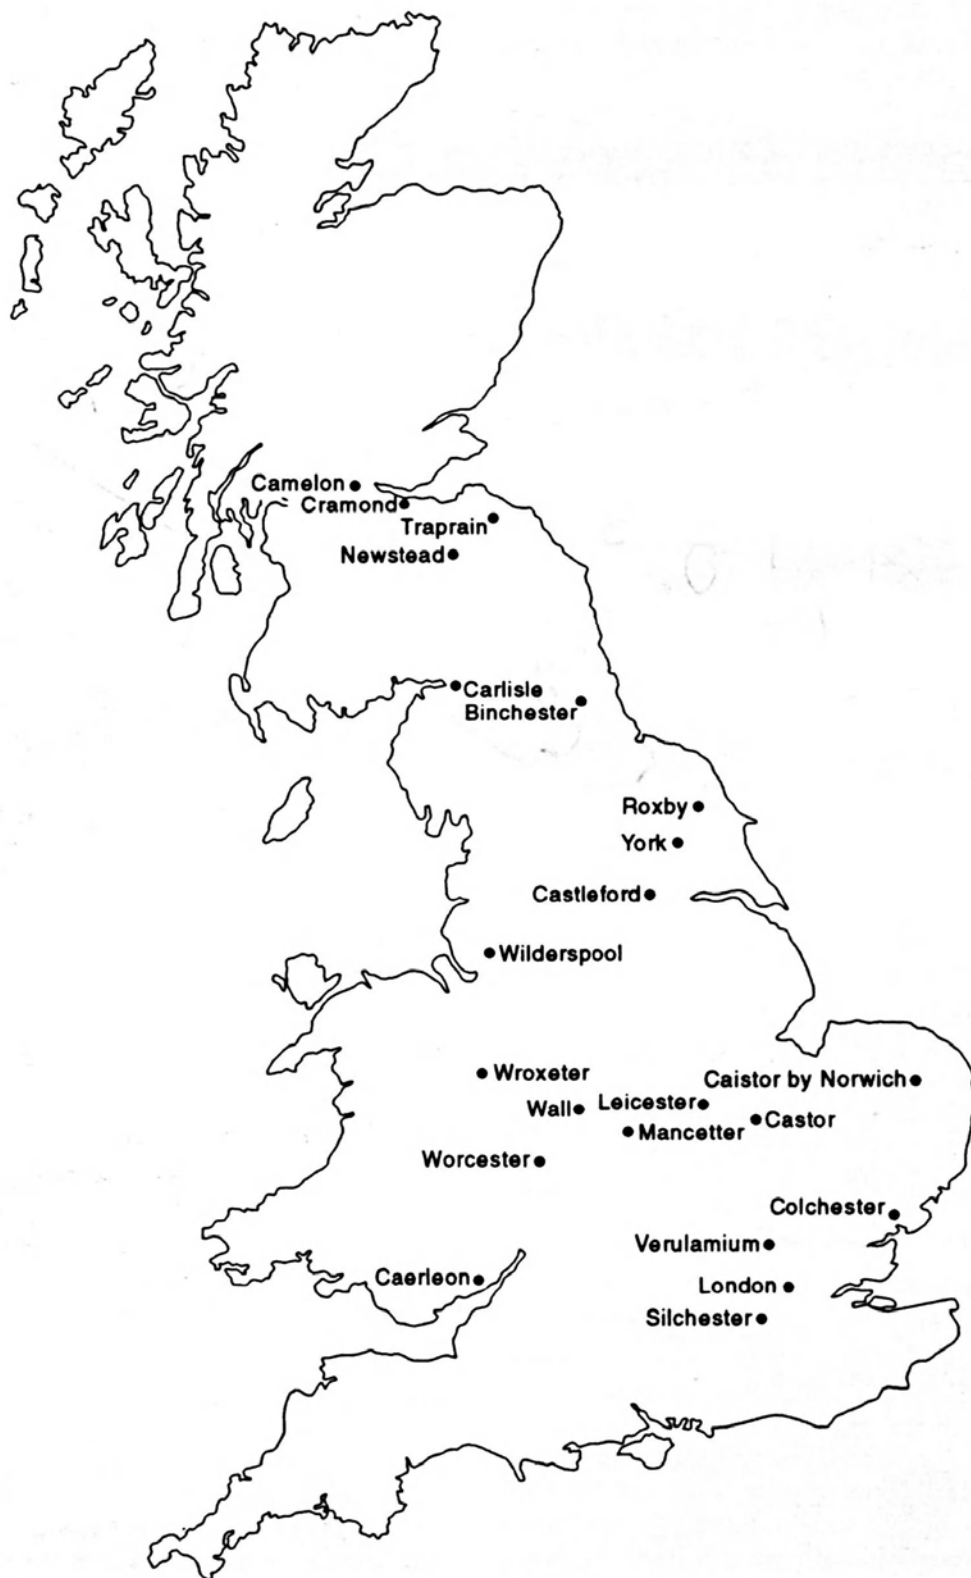 Camelon
Cramond
Traprain
Newstead
Carlisle
Binchester
Roxby
York
Castleford
Wilderspool
Wroxeter
Caistor by Norwich
Wall
Leicester
Castor
Mancetter
Worcester
Colchester
Verulamium
Caerleon
London
Silchester